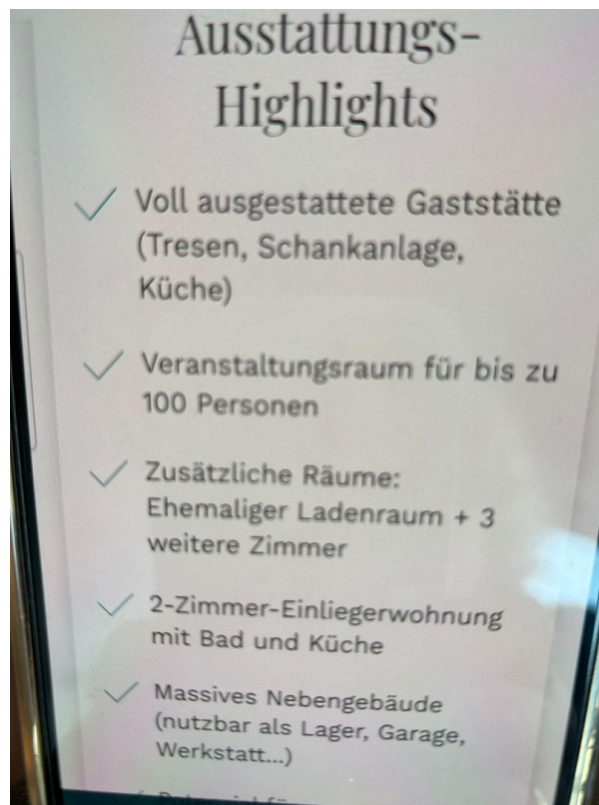 Ausstattungs-
Highlights
Voll ausgestattete Gaststätte
(Tresen, Schankanlage,
Küche)
Veranstaltungsraum für bis zu
100 Personen
Zusätzliche Räume:
Ehemaliger Ladenraum + 3
weitere Zimmer
2-Zimmer-Einliegerwohnung
mit Bad und Küche
Massives Nebengebäude
(nutzbar als Lager, Garage,
Werkstatt...)